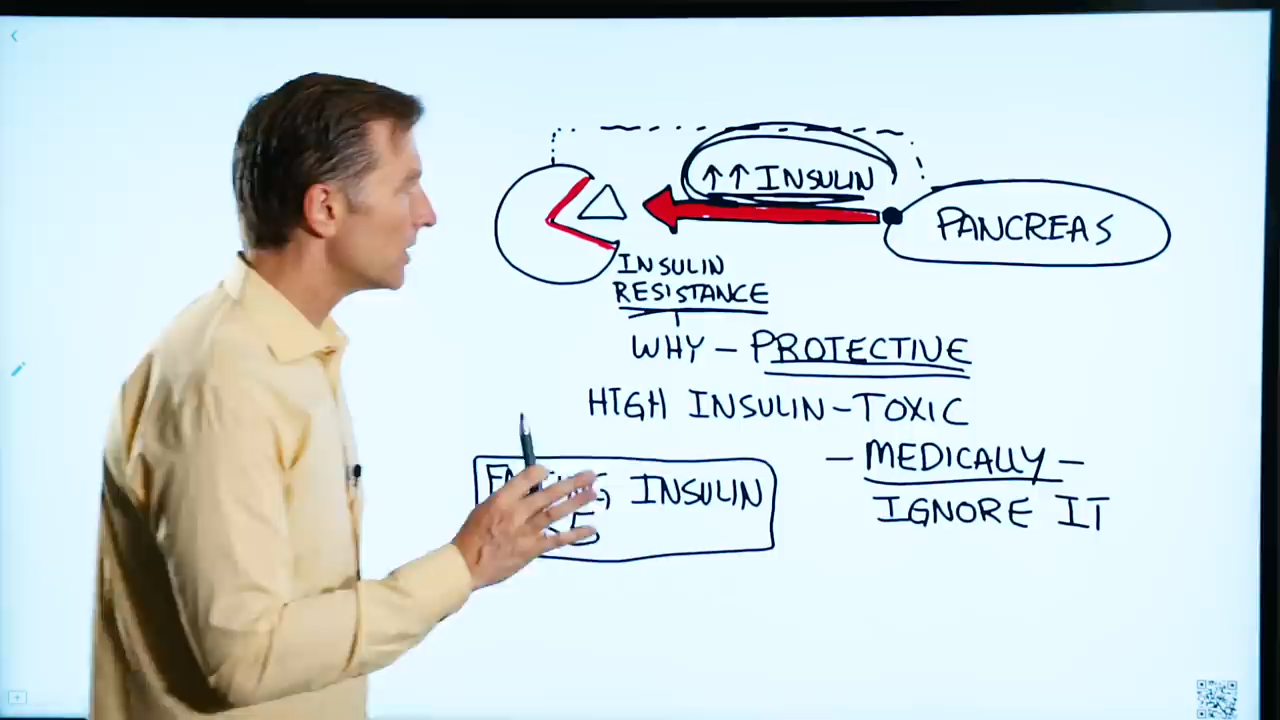 ↑↑ INSULIN
PANCREAS
INSULIN
RESISTANCE
WHY – PROTECTIVE
HIGH INSULIN – TOXIC
– MEDICALLY –
IGNORE IT
INSULIN